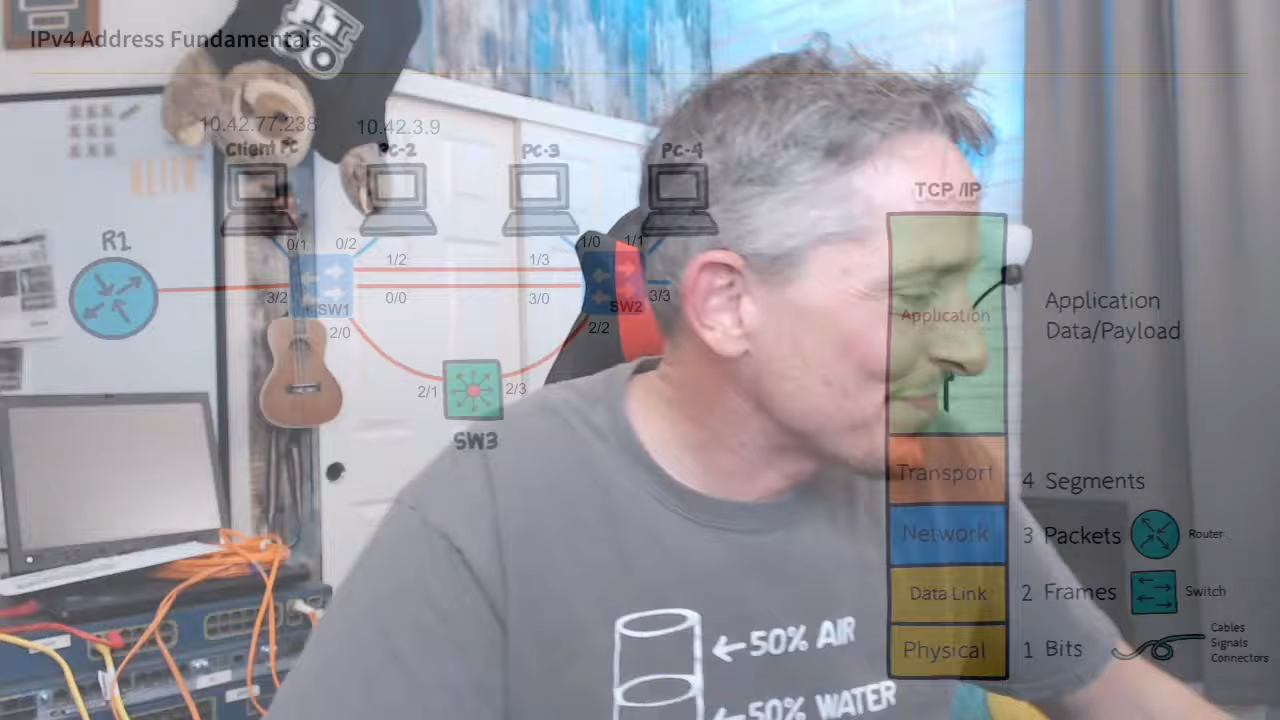 IPv4 Address Fundamentals
10.42.77.238
10.42.3.9
Client PC
PC-2
PC-3
PC-4
TCP /IP
R1
0/1
0/2
1/2
1/3
1/0
1/1
3/2
SW1
0/0
3/0
SW2
3/3
2/0
2/2
2/1
2/3
SW3
Application
Application
Data/Payload
Transport
4 Segments
Network
3 Packets
Router
Data Link
2 Frames
Switch
Physical
1 Bits
Cables
Signals
Connectors
←50% AIR
←50% WATER